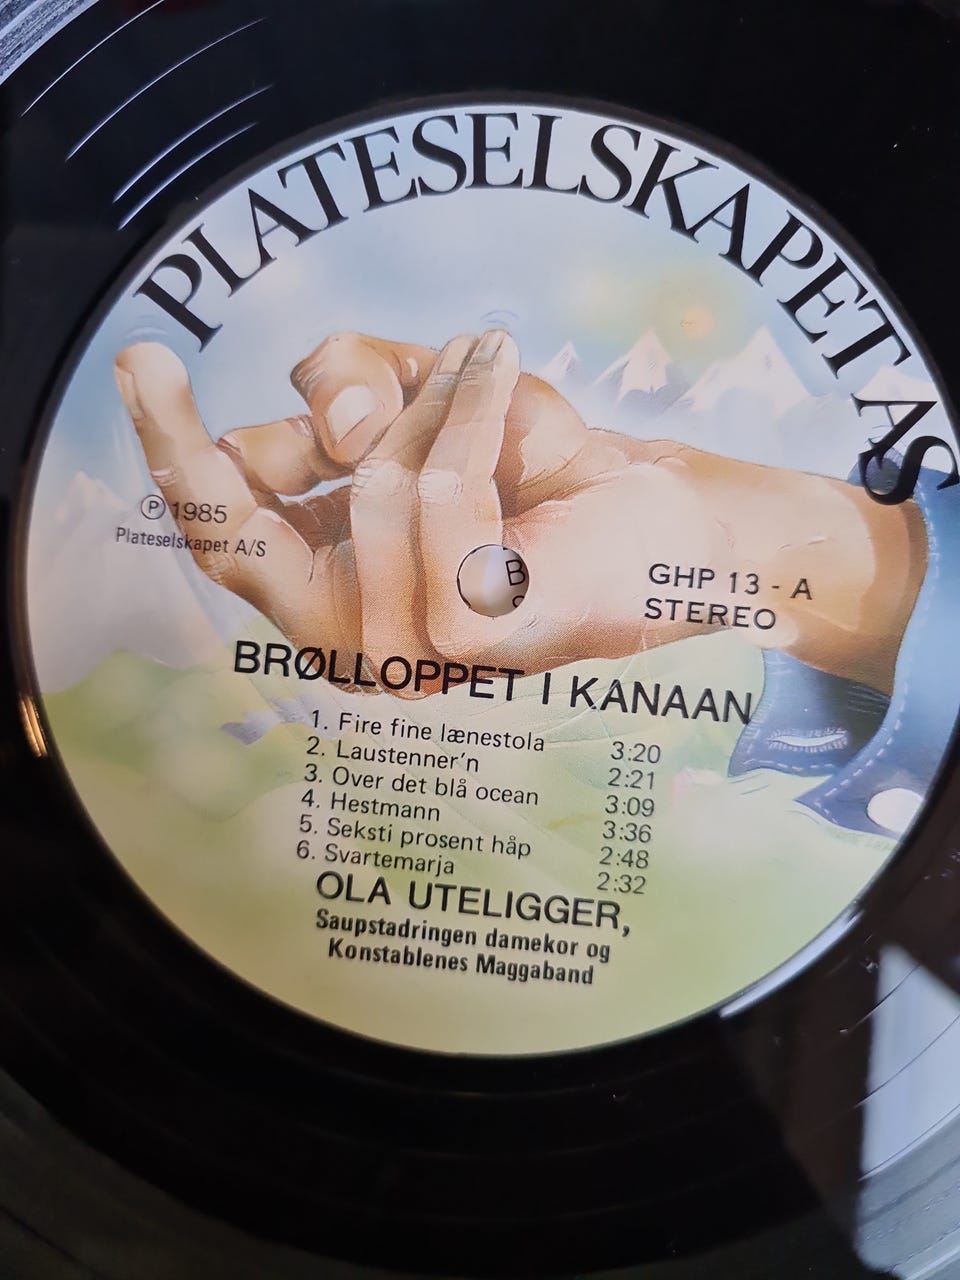 PLATESELSKAPET AS
Ⓟ 1985
Plateselskapet A/S
B
GHP 13 - A
STEREO
BRØLLOPPET I KANAAN
1. Fire fine lænestola 3:20
2. Laustenner'n 2:21
3. Over det blå ocean 3:09
4. Hestmann 3:36
5. Seksti prosent håp 2:48
6. Svartemarja 2:32
OLA UTELIGGER,
Saupstadringen damekor og
Konstablenes Maggaband